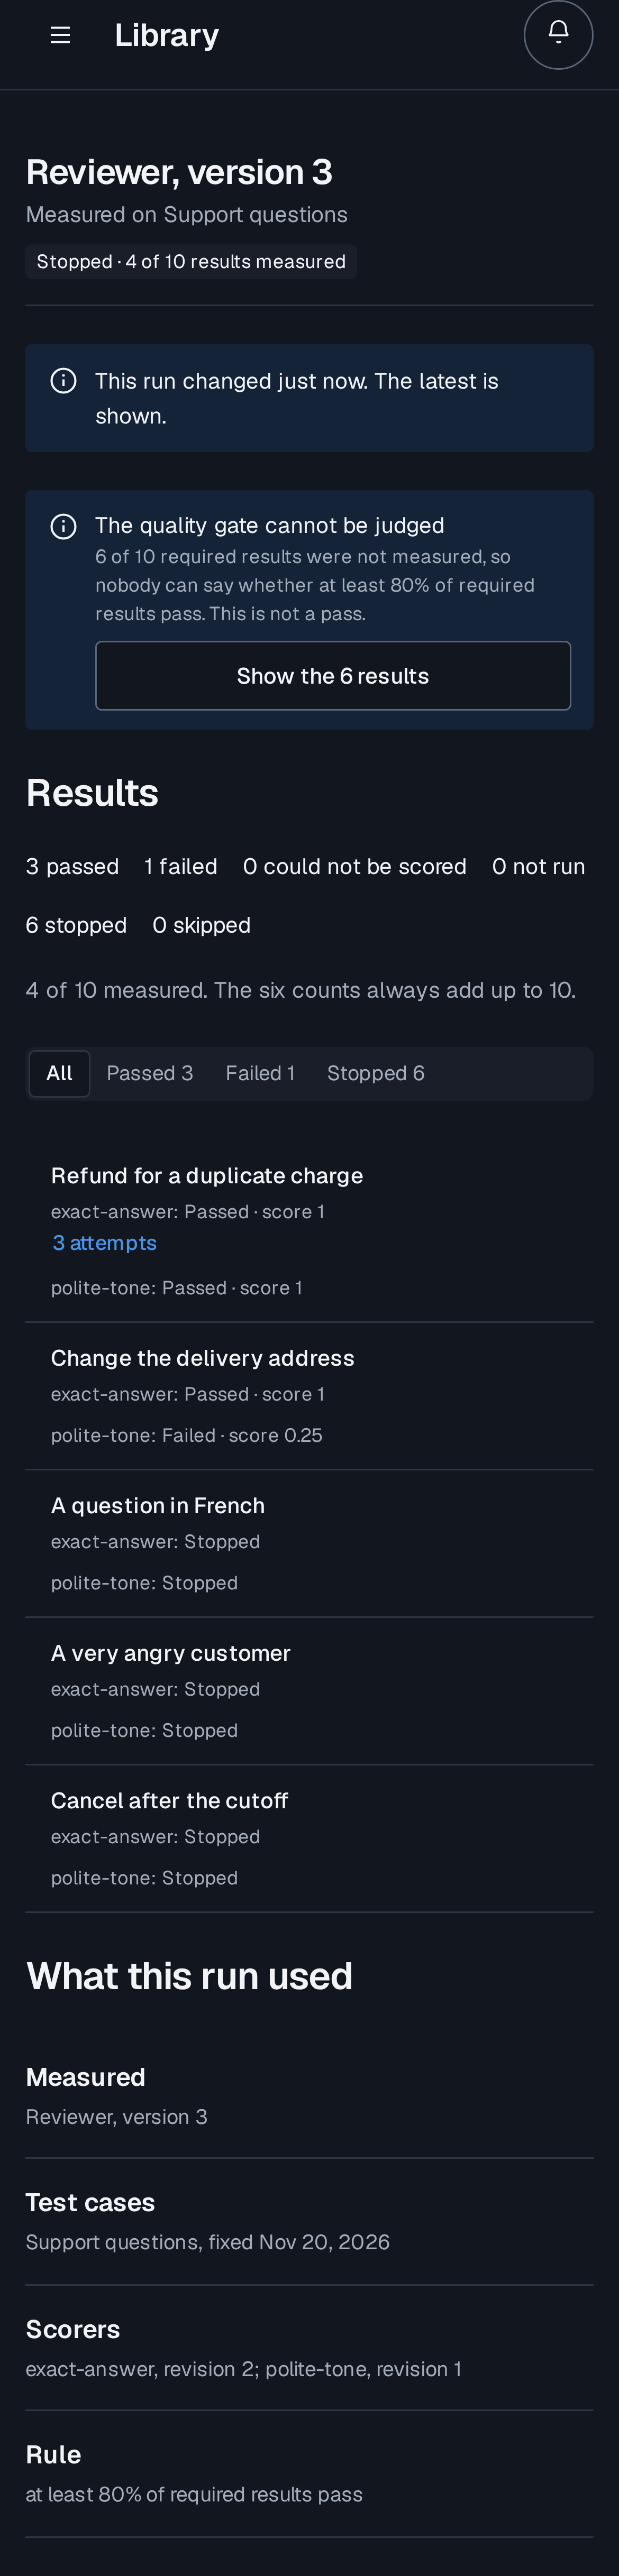 Library
Reviewer, version 3
Measured on Support questions
Stopped · 4 of 10 results measured
This run changed just now. The latest is
shown.
The quality gate cannot be judged
6 of 10 required results were not measured, so
nobody can say whether at least 80% of required
results pass. This is not a pass.
Show the 6 results
Results
3 passed 1 failed 0 could not be scored 0 not run
6 stopped 0 skipped
4 of 10 measured. The six counts always add up to 10.
All Passed 3 Failed 1 Stopped 6
Refund for a duplicate charge
exact-answer: Passed · score 1
3 attempts
polite-tone: Passed · score 1
Change the delivery address
exact-answer: Passed · score 1
polite-tone: Failed · score 0.25
A question in French
exact-answer: Stopped
polite-tone: Stopped
A very angry customer
exact-answer: Stopped
polite-tone: Stopped
Cancel after the cutoff
exact-answer: Stopped
polite-tone: Stopped
What this run used
Measured
Reviewer, version 3
Test cases
Support questions, fixed Nov 20, 2026
Scorers
exact-answer, revision 2; polite-tone, revision 1
Rule
at least 80% of required results pass